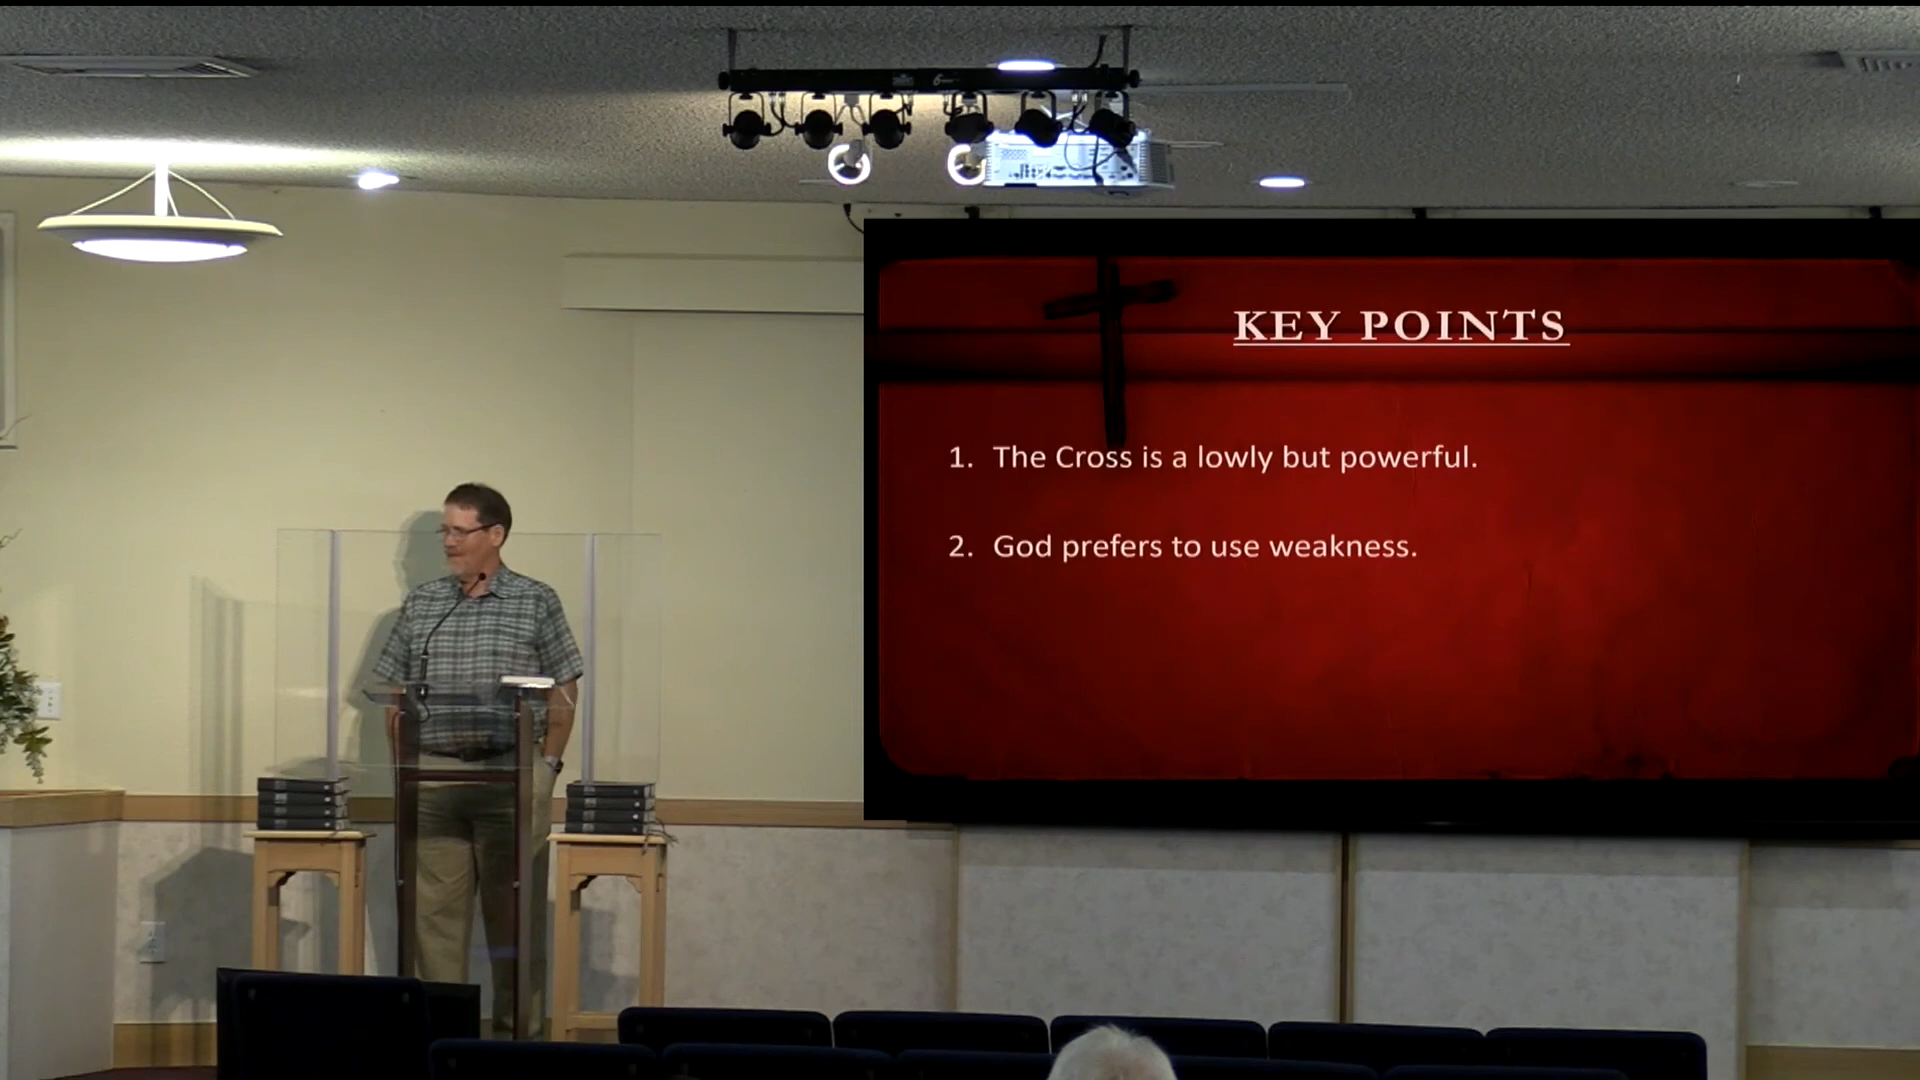 KEY POINTS
1. The Cross is a lowly but powerful.
2. God prefers to use weakness.